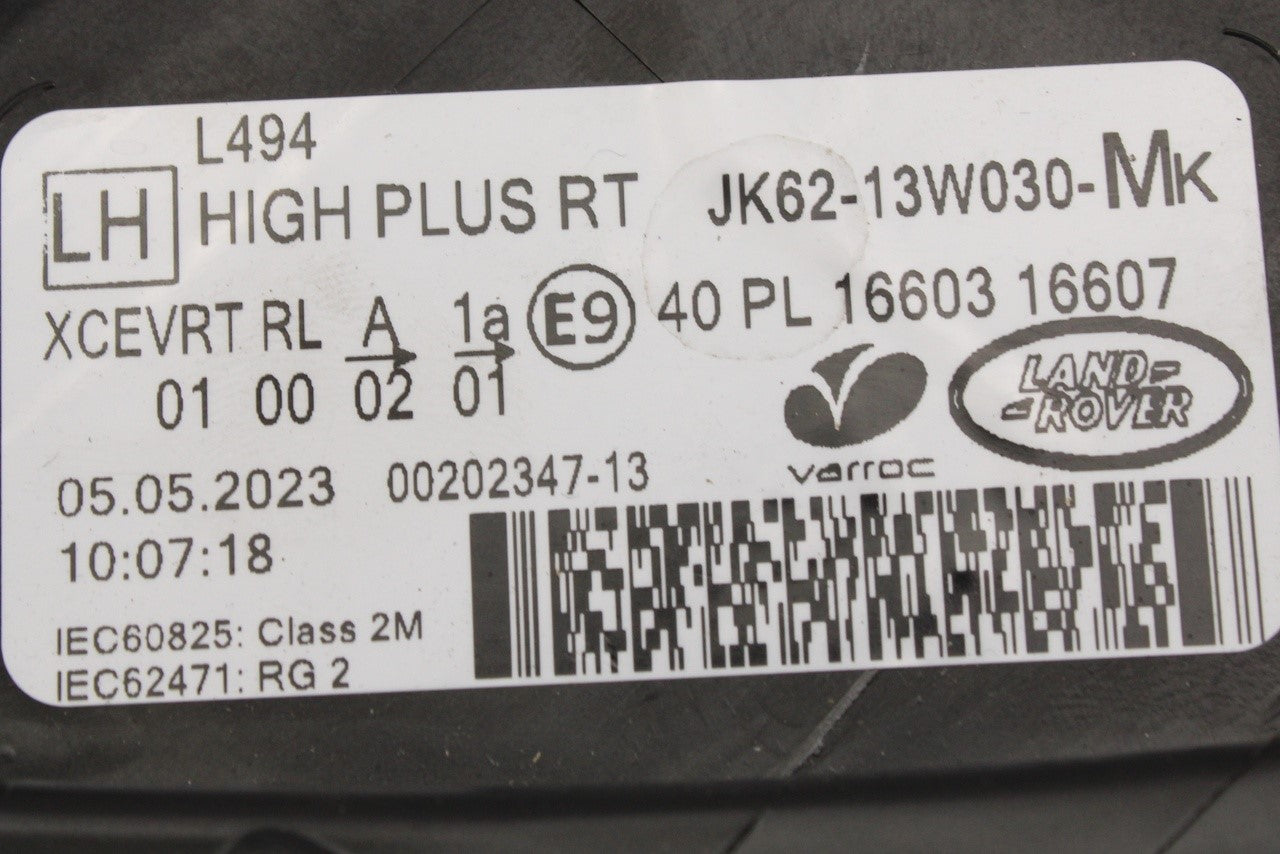 L494
LH HIGH PLUS RT JK62-13W030-MK
XCEVRT RL A 1a E9 40 PL 16603 16607
01 00 02 01
LAND-
-ROVER
varroc
05.05.2023 00202347-13
10:07:18
IEC60825: Class 2M
IEC62471: RG 2